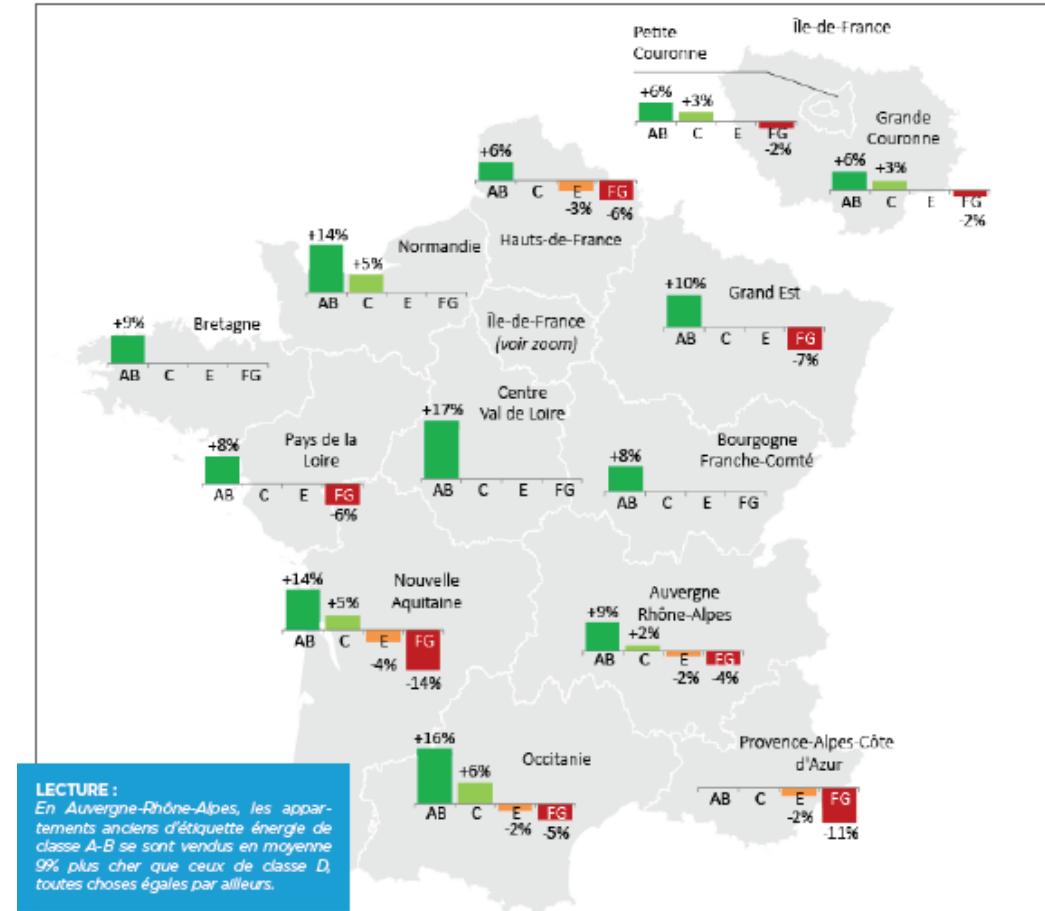 Île-de-France
Petite
Couronne
+6%
+3%
AB C E FG
-2%
Grande
Couronne
+6%
+3%
AB C E FG
-2%
+6%
AB C E FG
-3% -6%
Hauts-de-France
Normandie
+14%
+5%
AB C E FG
Grand Est
+10%
AB C E FG
-7%
Île-de-France
(voir zoom)
Bretagne
+9%
AB C E FG
Centre
Val de Loire
+17%
AB C E FG
Pays de la
Loire
+8%
AB C E FG
-6%
Bourgogne
Franche-Comté
+8%
AB C E FG
Nouvelle
Aquitaine
+14%
+5%
AB C E FG
-4%
-14%
Auvergne
Rhône-Alpes
+9%
+2%
AB C E FG
-2% -4%
Occitanie
+16%
+6%
AB C E FG
-2% -5%
Provence-Alpes-Côte
d'Azur
AB C E FG
-2%
-11%
LECTURE :
En Auvergne-Rhône-Alpes, les appar-
tements anciens d'étiquette énergie de
classe A-B se sont vendus en moyenne
9% plus cher que ceux de classe D,
toutes choses égales par ailleurs.